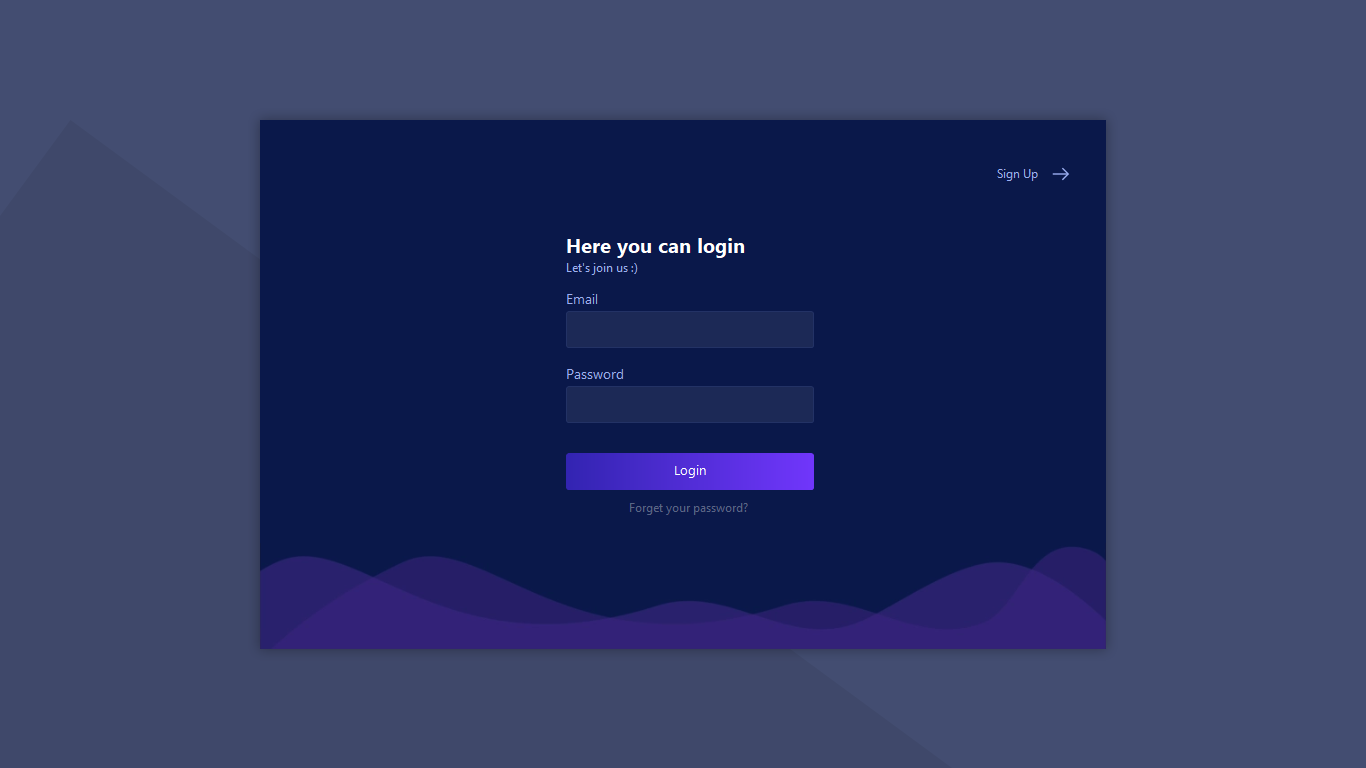 Sign Up
Here you can login
Let's join us :)
Email
Password
Login
Forget your password?